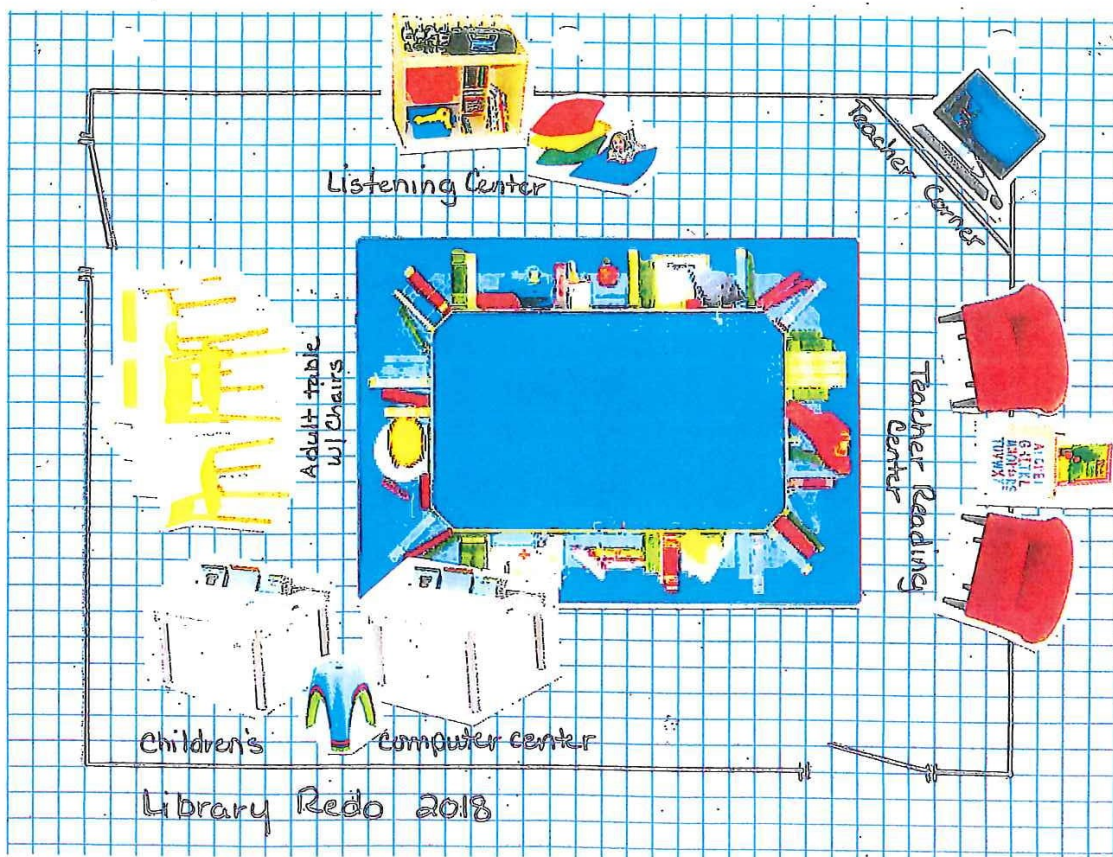 Listening Center
Teacher Corner
Adult table
w/ Chairs
Teacher Reading
Center
Children's
Computer center
Library Redo 2018